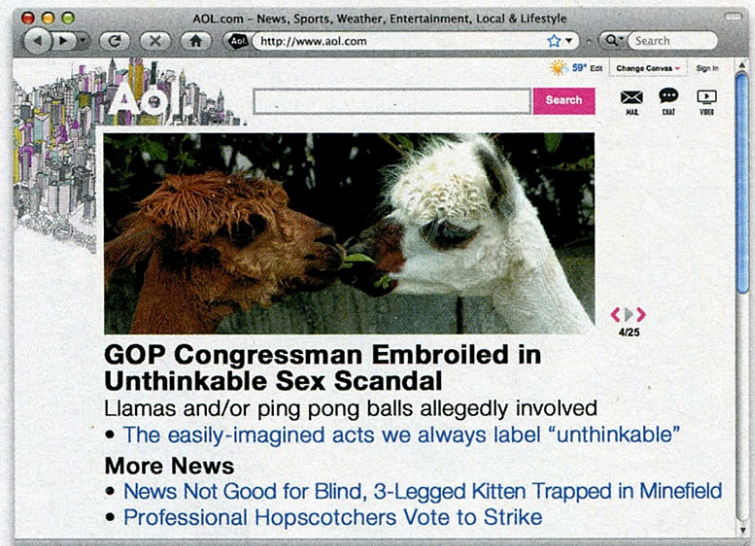 AOL.com – News, Sports, Weather, Entertainment, Local & Lifestyle
Aol. http://www.aol.com Search
59° Edit Change Canvas Sign In
Aol. Search
MAIL CHAT VIDEO
4/25
GOP Congressman Embroiled in
Unthinkable Sex Scandal
Llamas and/or ping pong balls allegedly involved
• The easily-imagined acts we always label “unthinkable”
More News
• News Not Good for Blind, 3-Legged Kitten Trapped in Minefield
• Professional Hopscotchers Vote to Strike